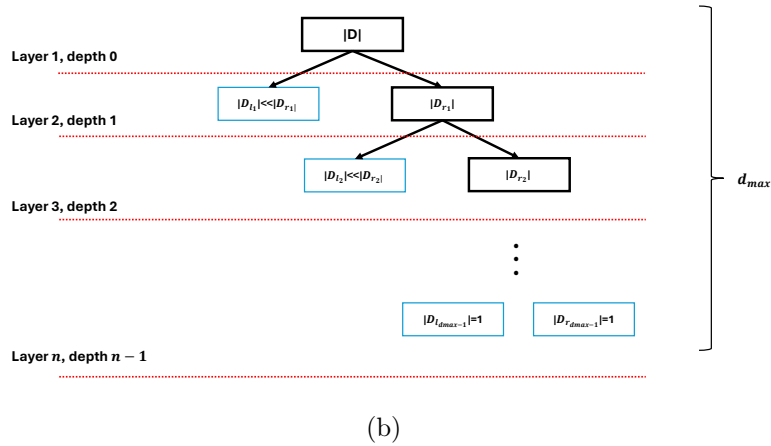 |D|
Layer 1, depth 0
|D_{l_1}|<<|D_{r_1}|
|D_{r_1}|
Layer 2, depth 1
|D_{l_2}|<<|D_{r_2}|
|D_{r_2}|
d_{max}
Layer 3, depth 2
|D_{l_{dmax-1}}|=1
|D_{r_{dmax-1}}|=1
Layer n, depth n − 1
(b)